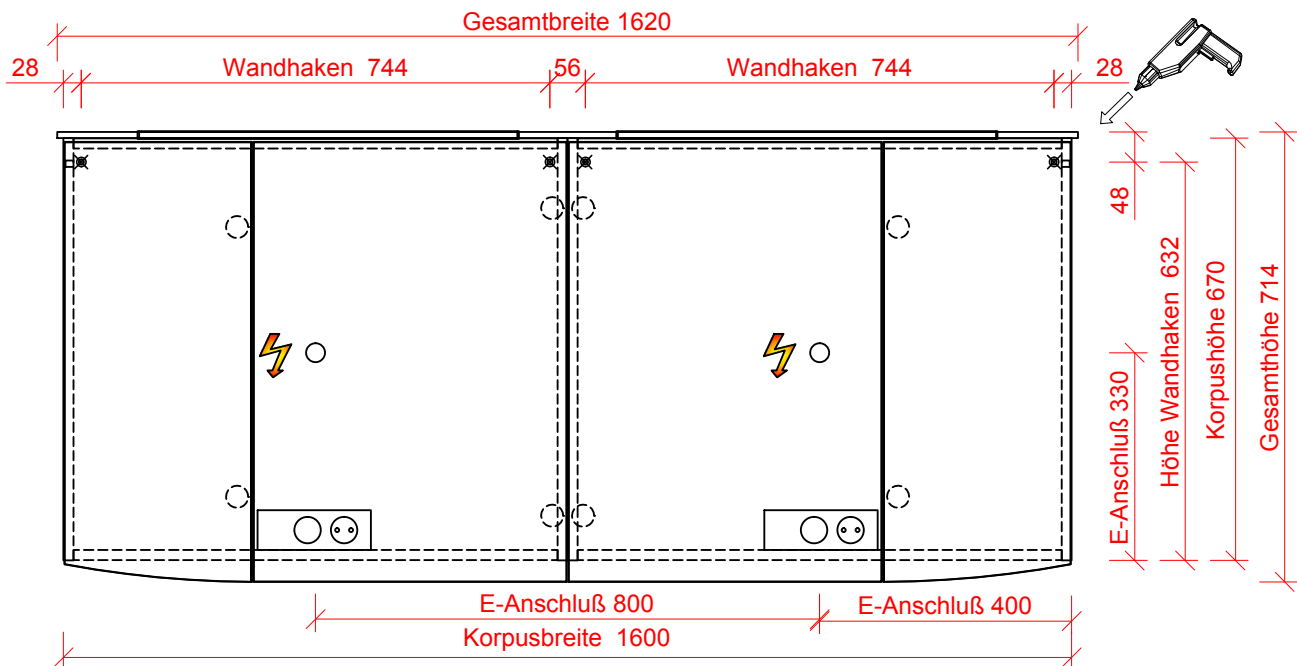 Gesamtbreite 1620
28
Wandhaken 744
56
Wandhaken 744
28
48
Höhe Wandhaken 632
Korpushöhe 670
Gesamthöhe 714
E-Anschluß 330
E-Anschluß 800
E-Anschluß 400
Korpusbreite 1600